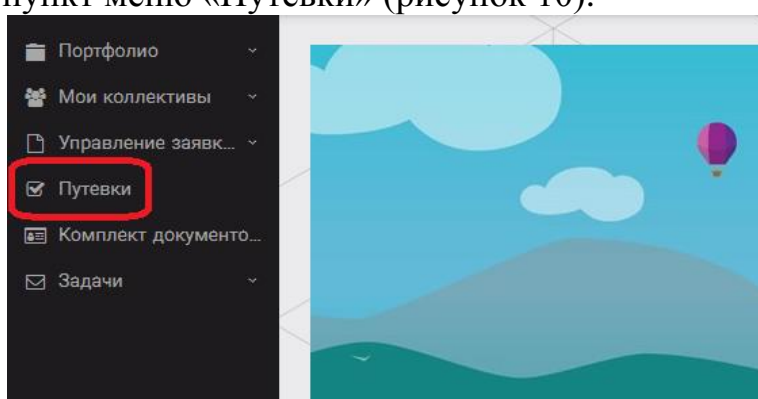 пункт меню «Путевки» (рисунок 10).
Портфолио
Мои коллективы
Управление заявк...
Путевки
Комплект документо...
Задачи